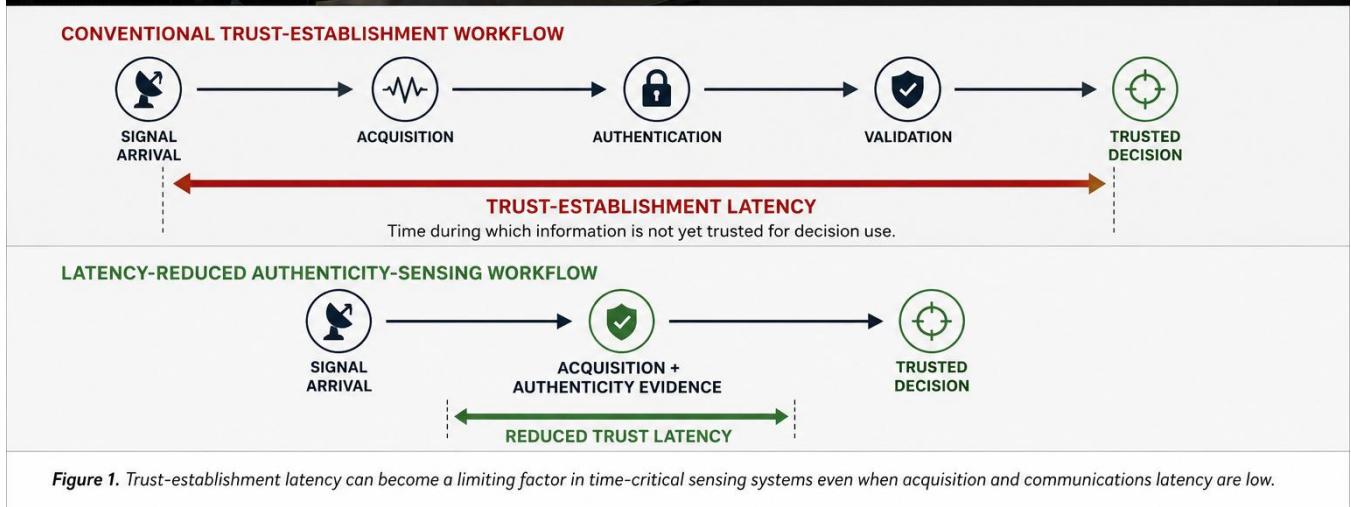 CONVENTIONAL TRUST-ESTABLISHMENT WORKFLOW
SIGNAL
ARRIVAL
ACQUISITION
AUTHENTICATION
VALIDATION
TRUSTED
DECISION
TRUST-ESTABLISHMENT LATENCY
Time during which information is not yet trusted for decision use.
LATENCY-REDUCED AUTHENTICITY-SENSING WORKFLOW
SIGNAL
ARRIVAL
ACQUISITION +
AUTHENTICITY EVIDENCE
TRUSTED
DECISION
REDUCED TRUST LATENCY
Figure 1. Trust-establishment latency can become a limiting factor in time-critical sensing systems even when acquisition and communications latency are low.